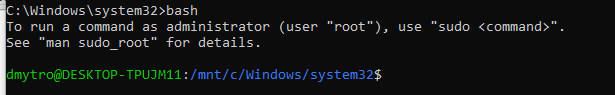 C:\Windows\system32>bash
To run a command as administrator (user "root"), use "sudo <command>".
See "man sudo_root" for details.
dmytro@DESKTOP-TPUJM11:/mnt/c/Windows/system32$